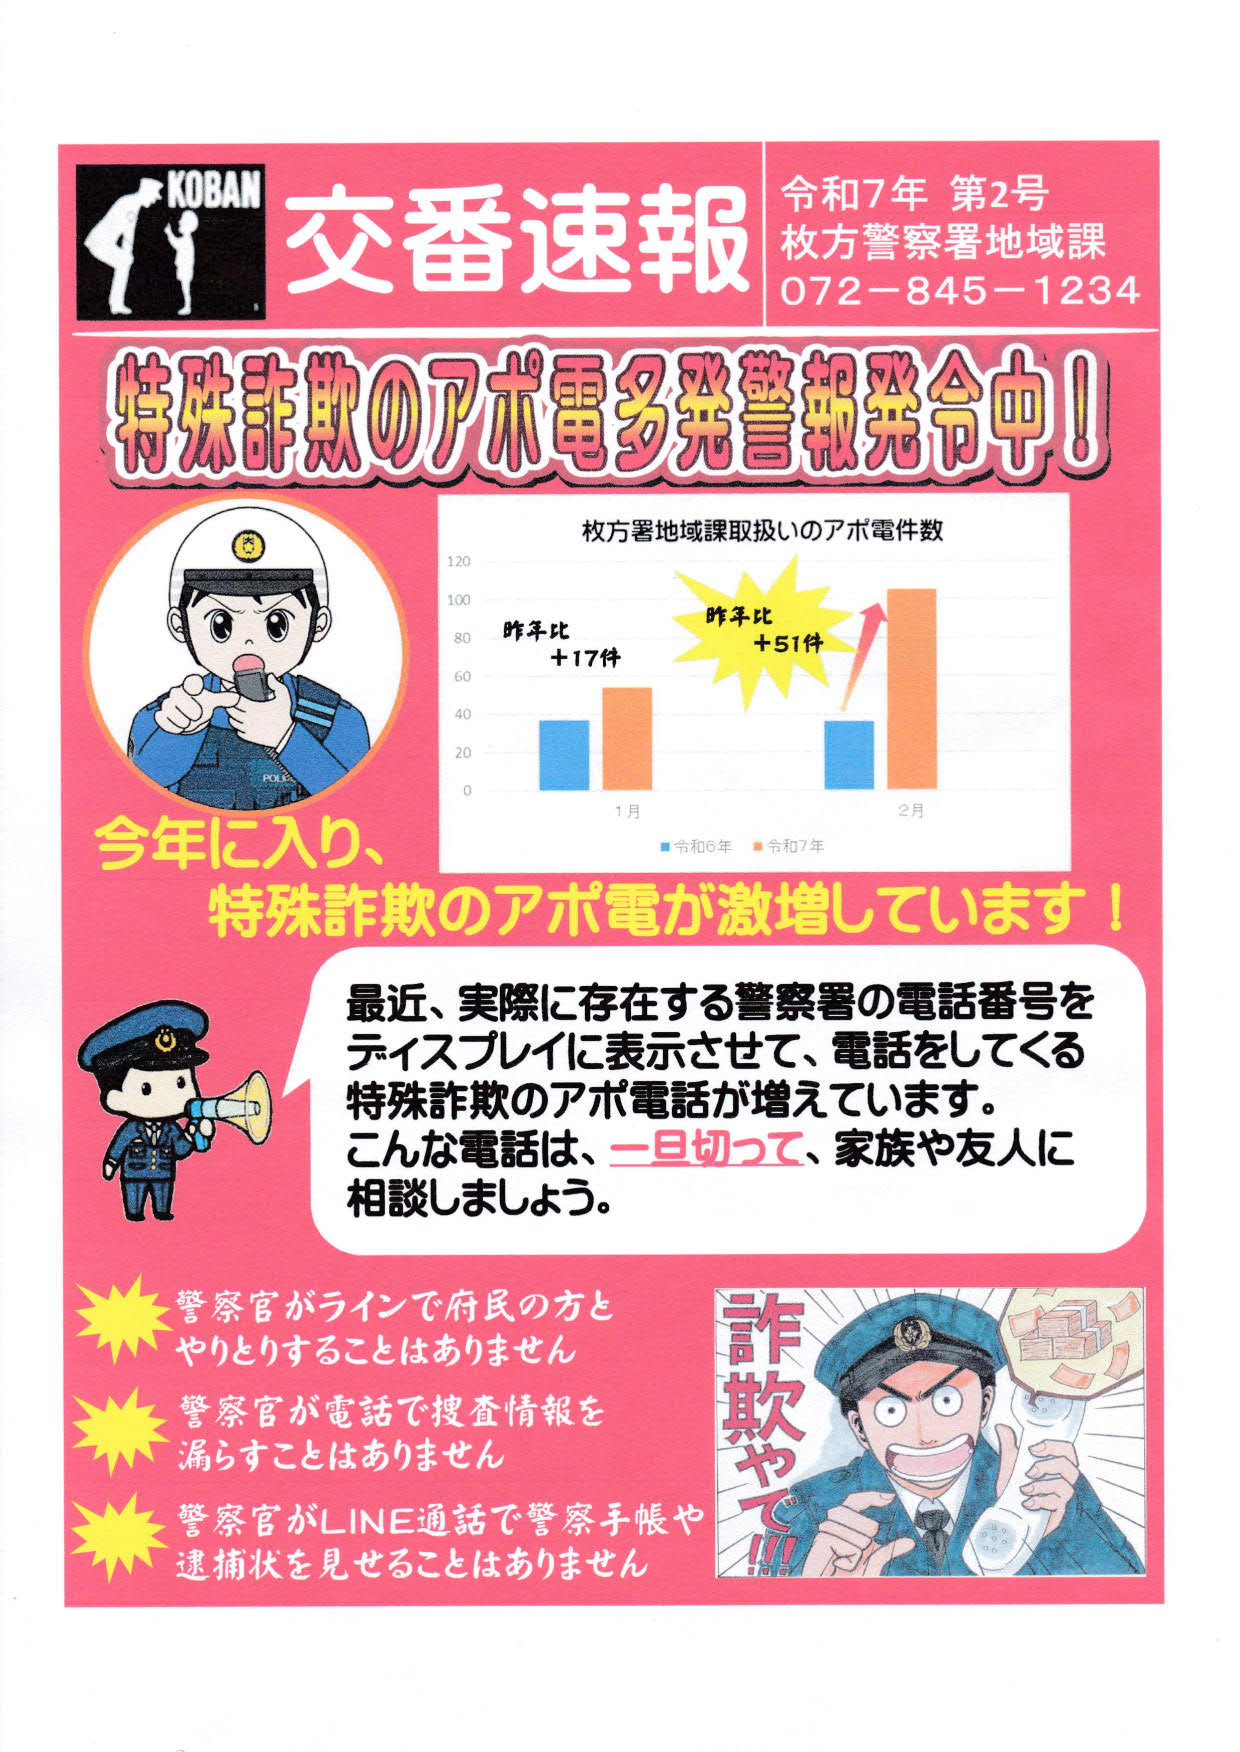 KOBAN
交番速報
令和7年 第2号
枚方警察署地域課
072－845－1234
特殊詐欺のアポ電多発警報発令中！
枚方署地域課取扱いのアポ電件数
120
100
80
60
40
20
0
昨年比
＋17件
昨年比
＋51件
1月
2月
令和6年 令和7年
POLIC
今年に入り、
特殊詐欺のアポ電が激増しています！
最近、実際に存在する警察署の電話番号を
ディスプレイに表示させて、電話をしてくる
特殊詐欺のアポ電話が増えています。
こんな電話は、一旦切って、家族や友人に
相談しましょう。
警察官がラインで府民の方と
やりとりすることはありません
警察官が電話で捜査情報を
漏らすことはありません
警察官がLINE通話で警察手帳や
逮捕状を見せることはありません
詐欺やで!!!